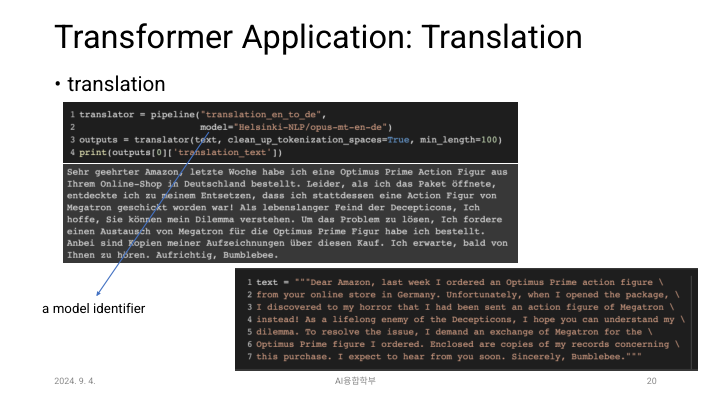 Transformer Application: Translation
• translation
1 translator = pipeline("translation_en_to_de",
2 model="Helsinki-NLP/opus-mt-en-de")
3 outputs = translator(text, clean_up_tokenization_spaces=True, min_length=100)
4 print(outputs[0]['translation_text'])
Sehr geehrter Amazon, letzte Woche habe ich eine Optimus Prime Action Figur aus
Ihrem Online-Shop in Deutschland bestellt. Leider, als ich das Paket öffnete,
entdeckte ich zu meinem Entsetzen, dass ich stattdessen eine Action Figur von
Megatron geschickt worden war! Als lebenslanger Feind der Decepticons, Ich
hoffe, Sie können mein Dilemma verstehen. Um das Problem zu lösen, Ich fordere
einen Austausch von Megatron für die Optimus Prime Figur habe ich bestellt.
Anbei sind Kopien meiner Aufzeichnungen über diesen Kauf. Ich erwarte, bald von
Ihnen zu hören. Aufrichtig, Bumblebee.
1 text = """Dear Amazon, last week I ordered an Optimus Prime action figure \
2 from your online store in Germany. Unfortunately, when I opened the package, \
3 I discovered to my horror that I had been sent an action figure of Megatron \
4 instead! As a lifelong enemy of the Decepticons, I hope you can understand my \
5 dilemma. To resolve the issue, I demand an exchange of Megatron for the \
6 Optimus Prime figure I ordered. Enclosed are copies of my records concerning \
7 this purchase. I expect to hear from you soon. Sincerely, Bumblebee."""
a model identifier
2024. 9. 4.
AI융합학부
20